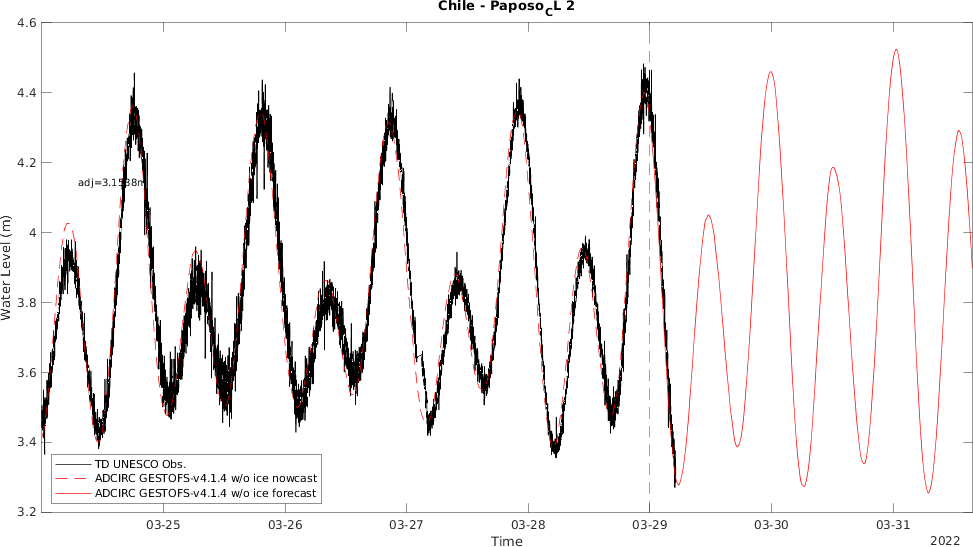 Chile - Paposo_CL 2
4.6
4.4
4.2
4
3.8
3.6
3.4
3.2
Water Level (m)
adj=3.1538m
TD UNESCO Obs.
ADCIRC GESTOFS-v4.1.4 w/o ice nowcast
ADCIRC GESTOFS-v4.1.4 w/o ice forecast
03-25 03-26 03-27 03-28 03-29 03-30 03-31
Time
2022